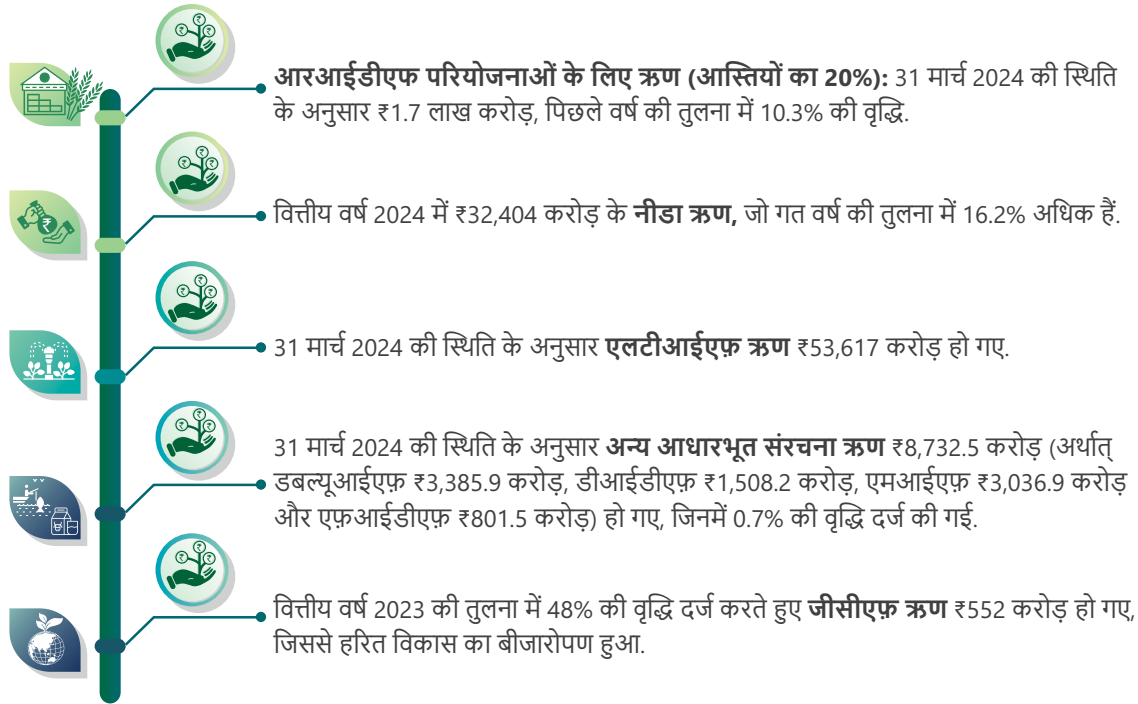 आरआईडीएफ परियोजनाओं के लिए ऋण (आस्तियों का 20%): 31 मार्च 2024 की स्थिति
के अनुसार ₹1.7 लाख करोड़, पिछले वर्ष की तुलना में 10.3% की वृद्धि.
वित्तीय वर्ष 2024 में ₹32,404 करोड़ के नीडा ऋण, जो गत वर्ष की तुलना में 16.2% अधिक हैं.
31 मार्च 2024 की स्थिति के अनुसार एलटीआईएफ़ ऋण ₹53,617 करोड़ हो गए.
31 मार्च 2024 की स्थिति के अनुसार अन्य आधारभूत संरचना ऋण ₹8,732.5 करोड़ (अर्थात्
डबल्यूआईएफ़ ₹3,385.9 करोड़, डीआईडीएफ़ ₹1,508.2 करोड़, एमआईएफ़ ₹3,036.9 करोड़
और एफ़आईडीएफ़ ₹801.5 करोड़) हो गए, जिनमें 0.7% की वृद्धि दर्ज की गई.
वित्तीय वर्ष 2023 की तुलना में 48% की वृद्धि दर्ज करते हुए जीसीएफ़ ऋण ₹552 करोड़ हो गए,
जिससे हरित विकास का बीजारोपण हुआ.